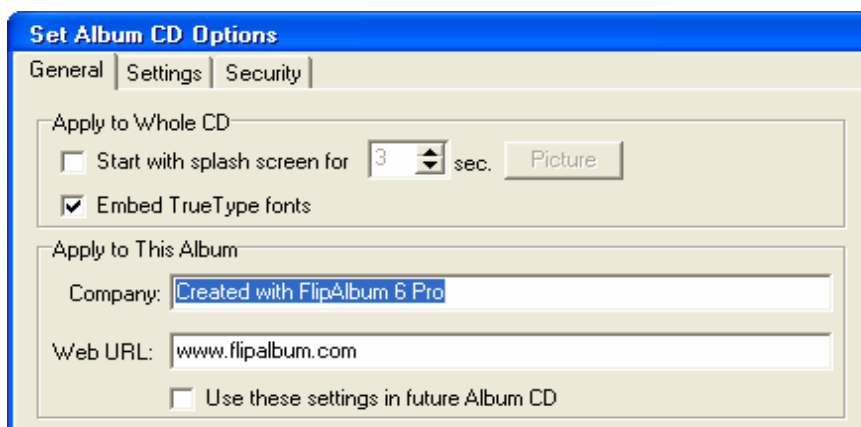 Set Album CD Options
General Settings Security
Apply to Whole CD
Start with splash screen for 3 sec. Picture
Embed TrueType fonts
Apply to This Album
Company: Created with FlipAlbum 6 Pro
Web URL: www.flipalbum.com
Use these settings in future Album CD